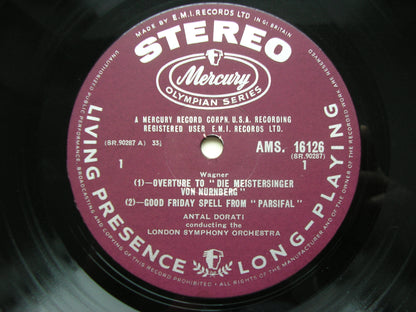 MADE BY E.M.I. RECORDS LTD IN GT BRITAIN
STEREO
Mercury
OLYMPIAN SERIES
A MERCURY RECORD CORPN. U.S.A. RECORDING
REGISTERED USER E.M.I. RECORDS LTD.
(SR.90287 A) 33⅓
AMS. 16126
(SR.90287)
1
1
Wagner
(1)—OVERTURE TO "DIE MEISTERSINGER
VON NÜRNBERG"
(2)—GOOD FRIDAY SPELL FROM "PARSIFAL"
ANTAL DORATI
conducting the
LONDON SYMPHONY ORCHESTRA
LIVING PRESENCE
LONG-PLAYING
UNAUTHORISED PUBLIC PERFORMANCE, BROADCASTING AND COPYING OF THIS RECORD PROHIBITED · ALL RIGHTS OF THE MANUFACTURER AND OF THE OWNER OF THE RECORDED WORK ARE RESERVED